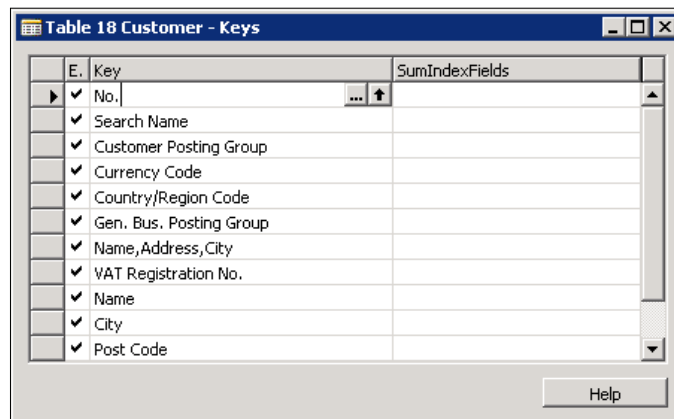 Table 18 Customer - Keys
E. Key SumIndexFields
No.
Search Name
Customer Posting Group
Currency Code
Country/Region Code
Gen. Bus. Posting Group
Name,Address,City
VAT Registration No.
Name
City
Post Code
Help